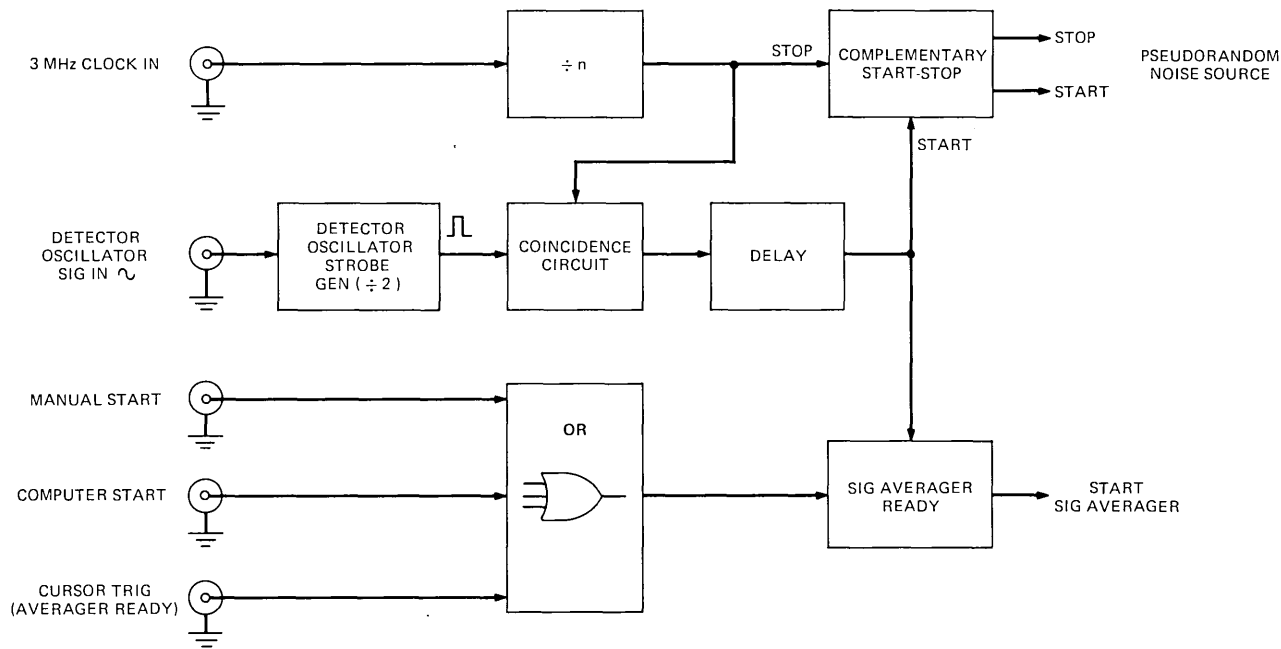 3 MHz CLOCK IN
÷ n
STOP
COMPLEMENTARY
START-STOP
STOP
START
PSEUDORANDOM
NOISE SOURCE
START
DETECTOR
OSCILLATOR
SIG IN ∿
DETECTOR
OSCILLATOR
STROBE
GEN (÷2)
COINCIDENCE
CIRCUIT
DELAY
MANUAL START
OR
COMPUTER START
SIG AVERAGER
READY
START
SIG AVERAGER
CURSOR TRIG
(AVERAGER READY)